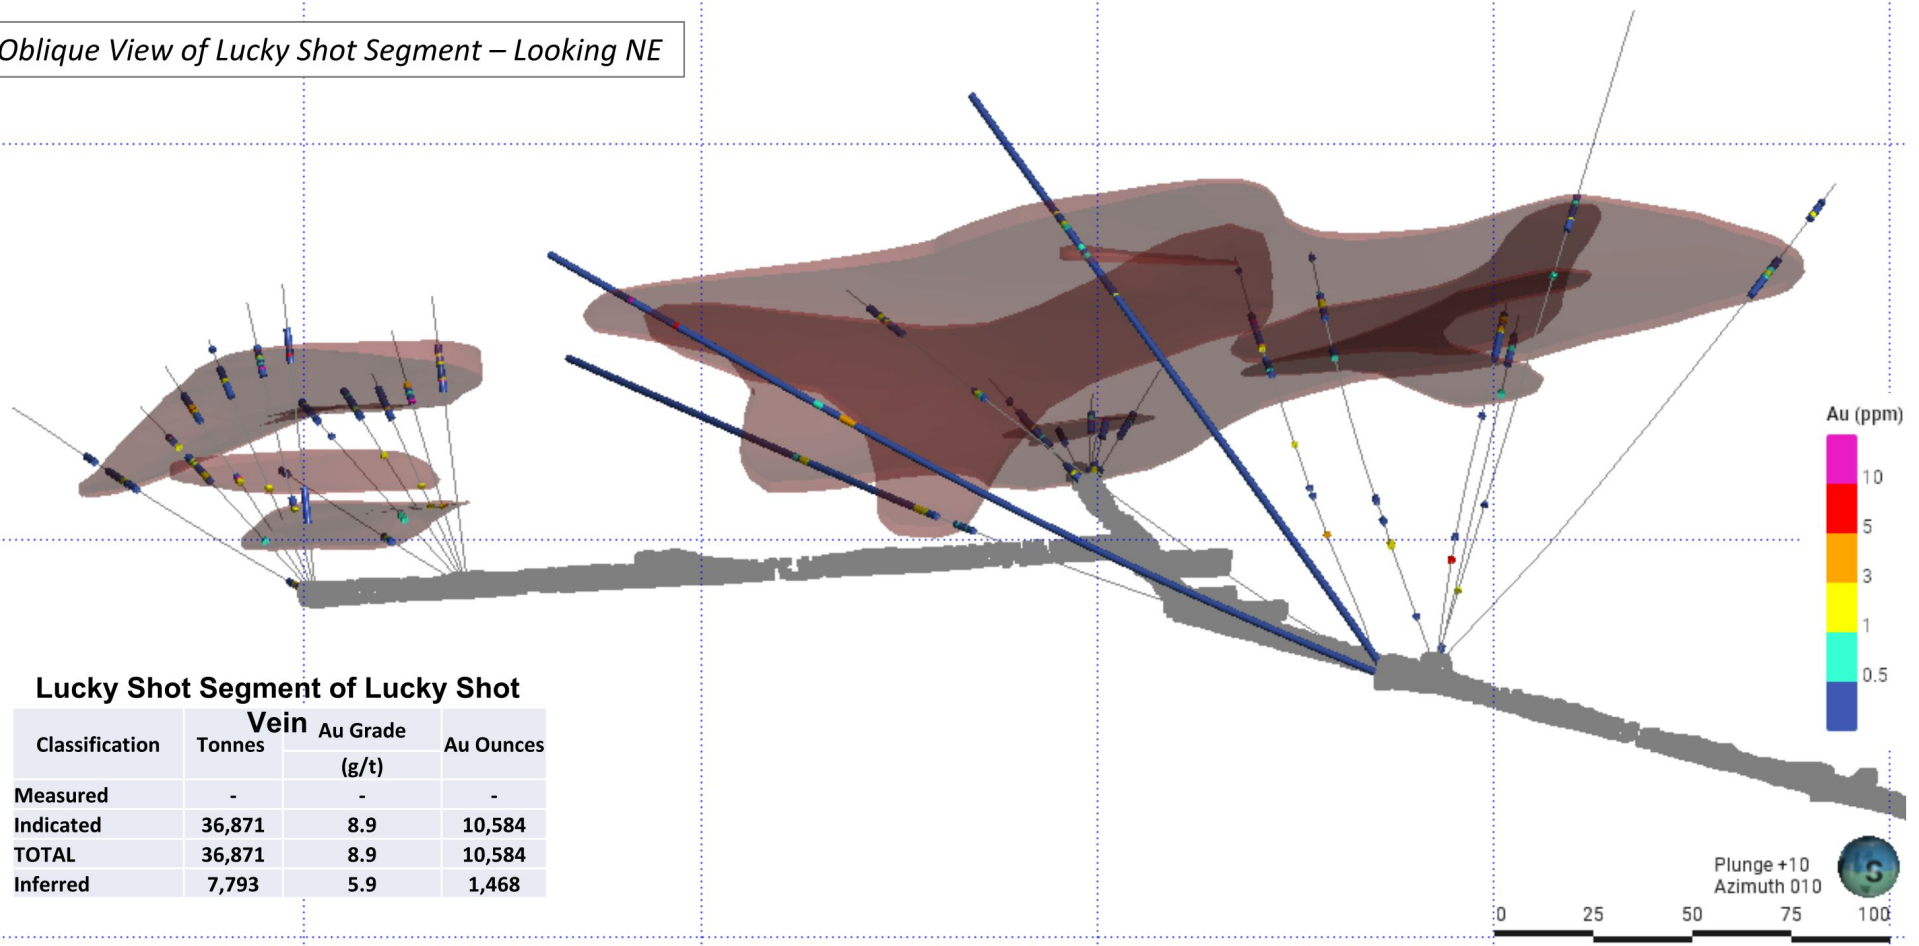 Oblique View of Lucky Shot Segment – Looking NE
Au (ppm)
10
5
3
1
0.5
Lucky Shot Segment of Lucky Shot
Vein
Classification Tonnes Au Grade Au Ounces
(g/t)
Measured - - -
Indicated 36,871 8.9 10,584
TOTAL 36,871 8.9 10,584
Inferred 7,793 5.9 1,468
Plunge +10
Azimuth 010
S
0 25 50 75 100